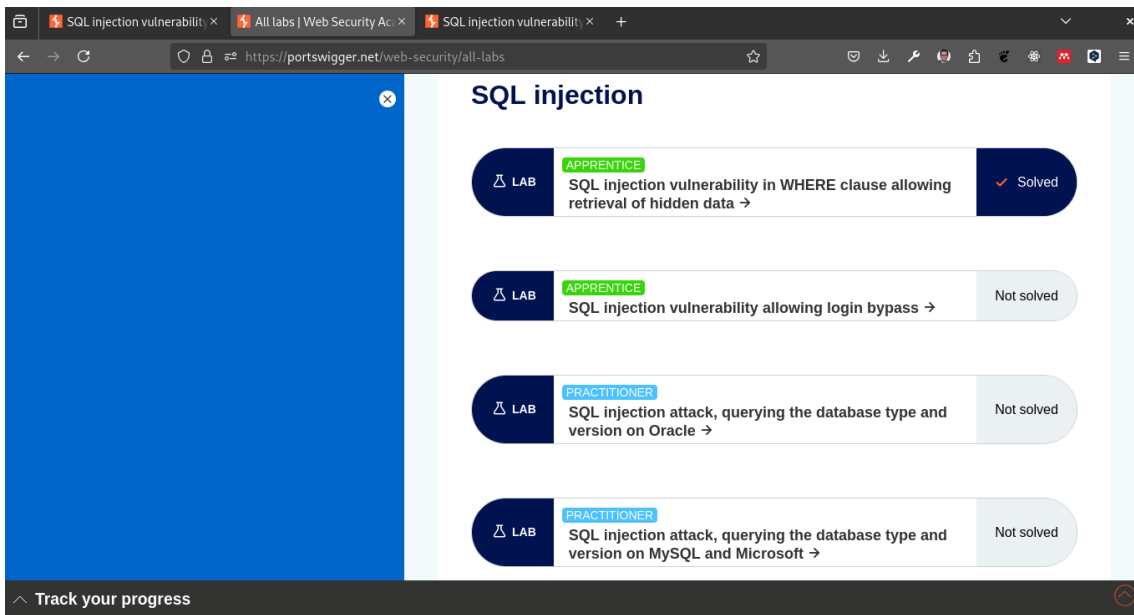 SQL injection vulnerability
All labs | Web Security Aca
SQL injection vulnerability
https://portswigger.net/web-security/all-labs
SQL injection
LAB
APPRENTICE
SQL injection vulnerability in WHERE clause allowing
retrieval of hidden data →
Solved
LAB
APPRENTICE
SQL injection vulnerability allowing login bypass →
Not solved
LAB
PRACTITIONER
SQL injection attack, querying the database type and
version on Oracle →
Not solved
LAB
PRACTITIONER
SQL injection attack, querying the database type and
version on MySQL and Microsoft →
Not solved
Track your progress